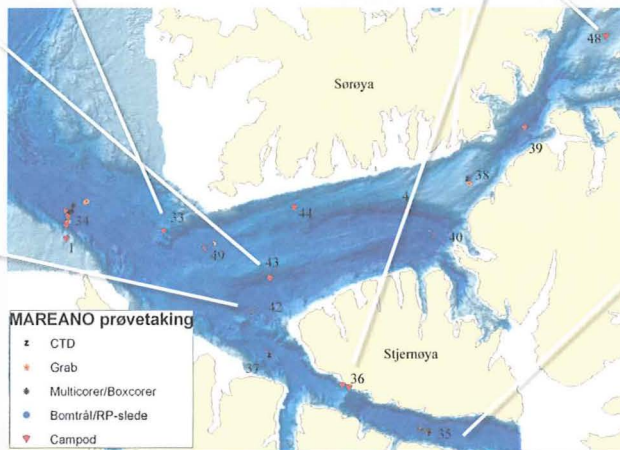 48
Sørøya
39
38
4
44
34
33
1
49
40
43
42
MAREANO prøvetaking
CTD
Grab
Multicorer/Boxcorer
Bomtrål/RP-slede
Campod
37
Stjernøya
36
35